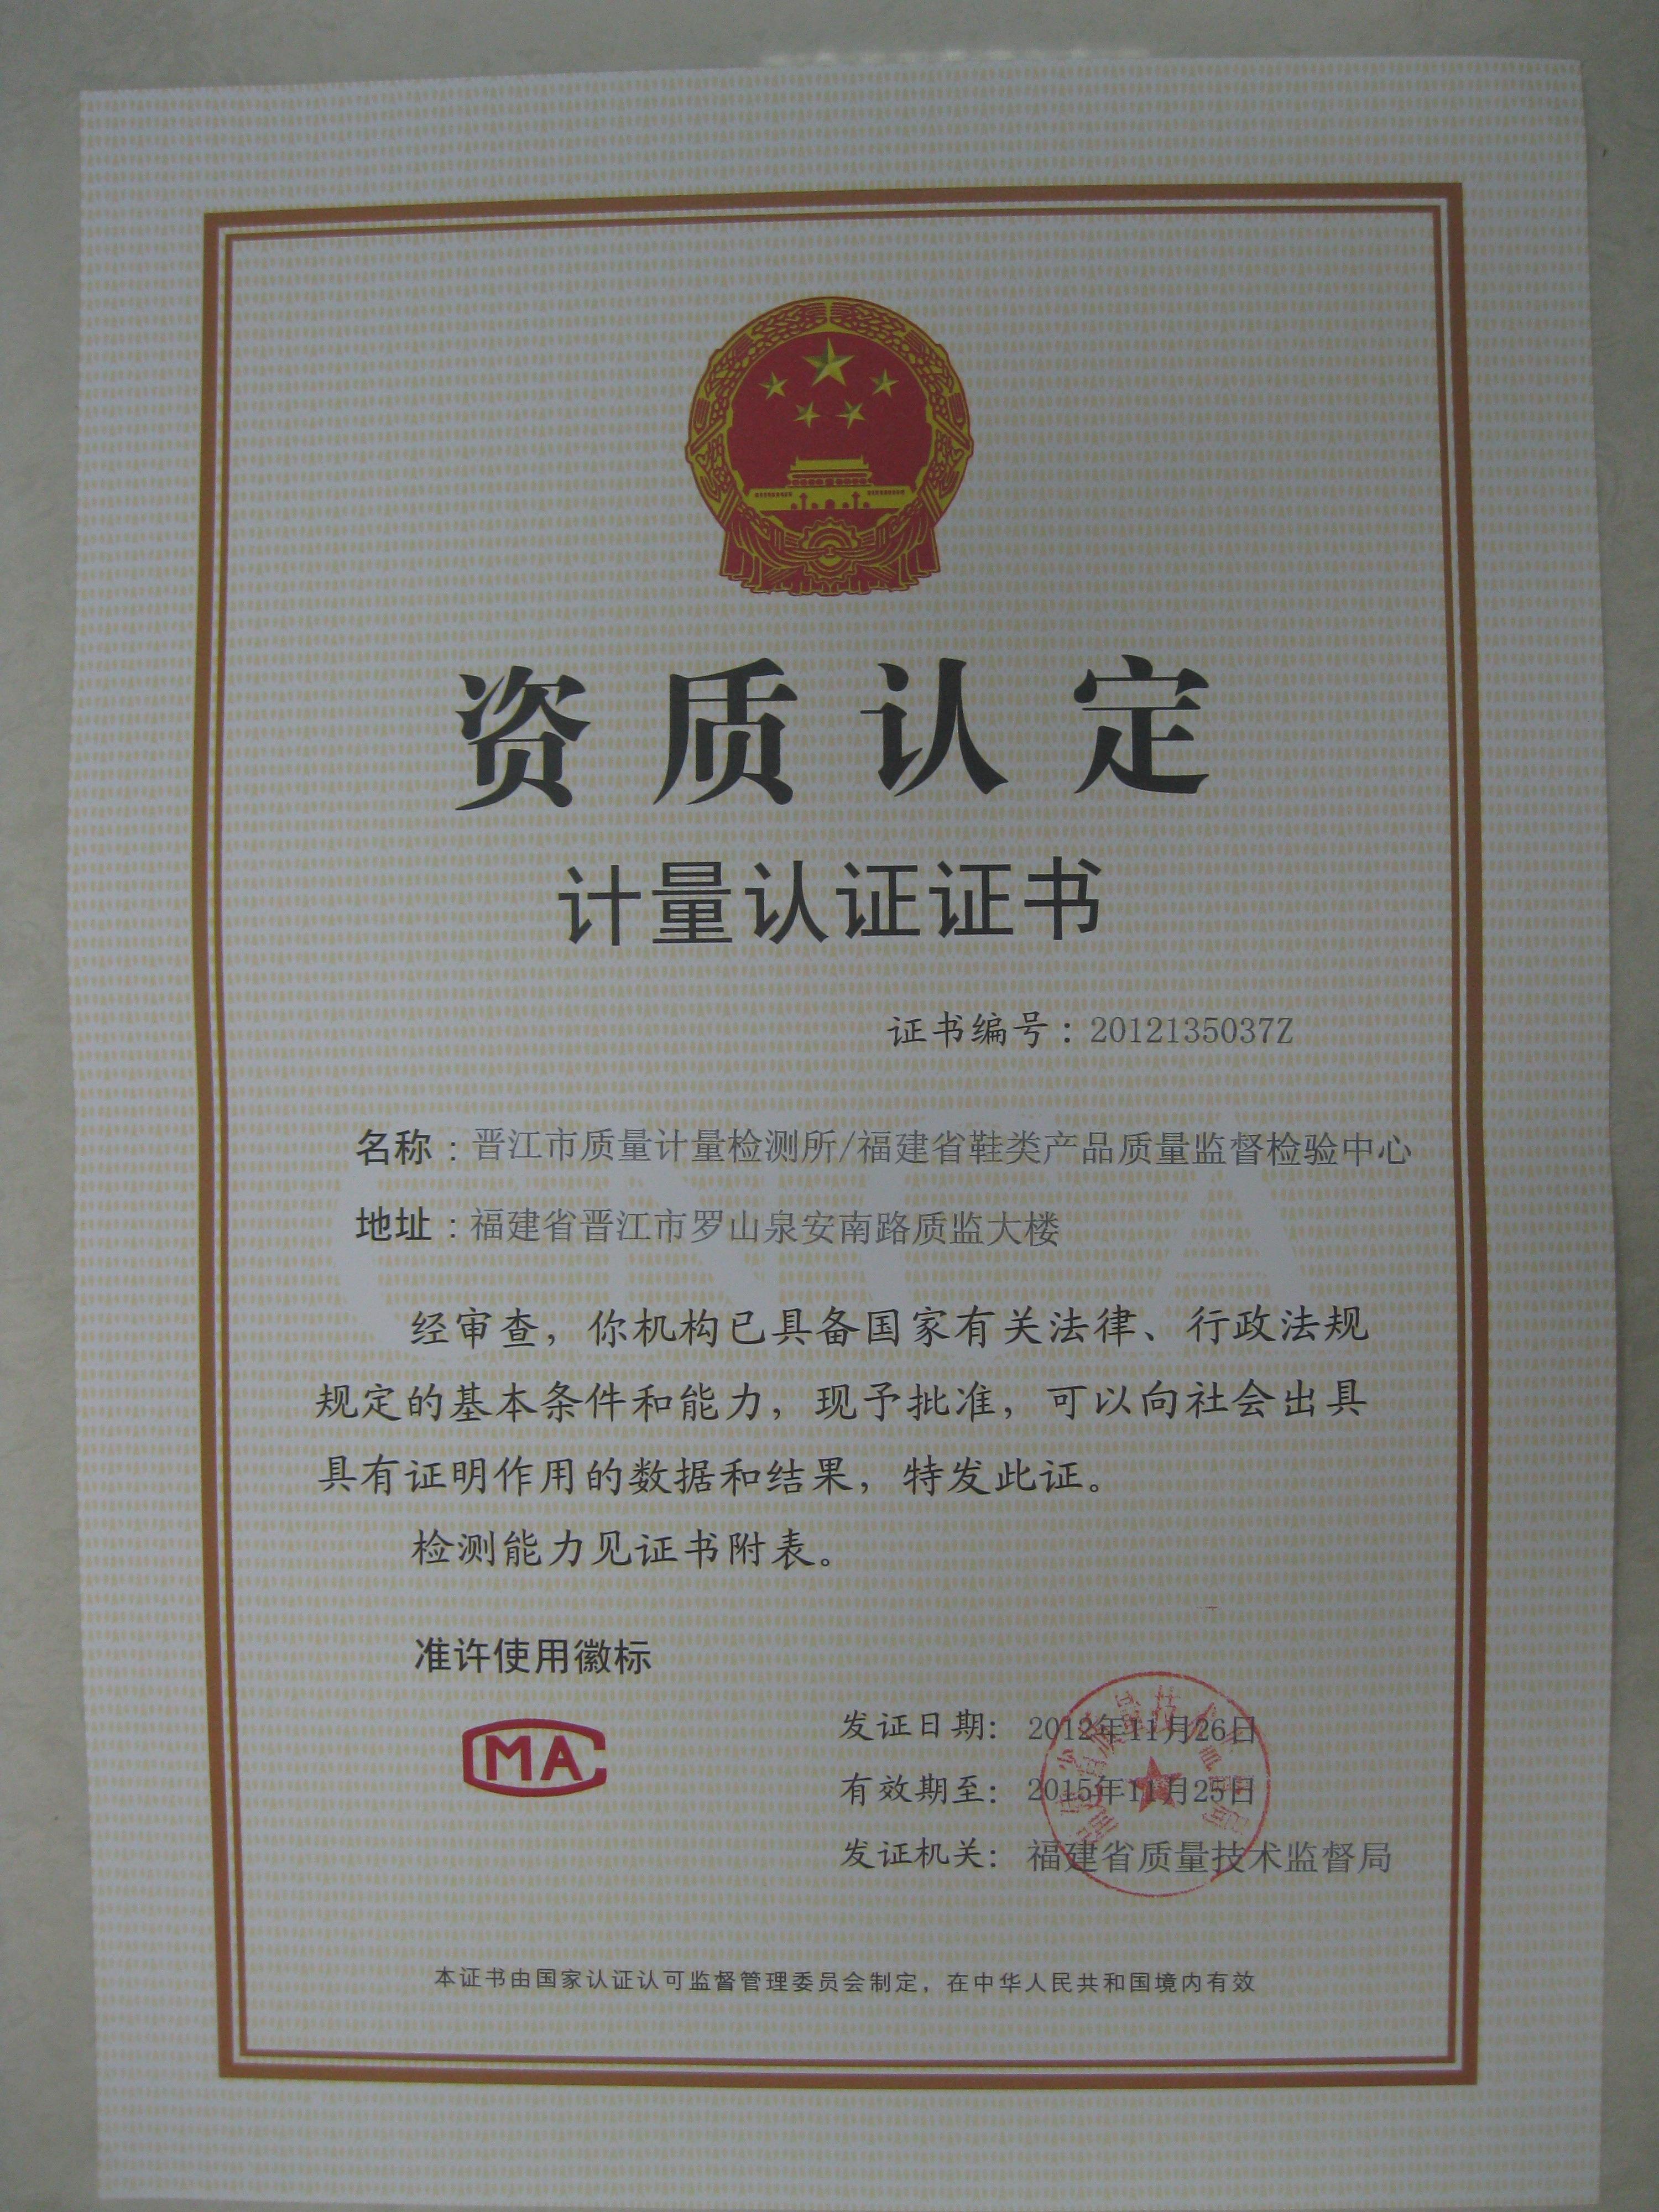 资质认定
计量认证证书
证书编号：2012135037Z
名称：晋江市质量计量检测所/福建省鞋类产品质量监督检验中心
地址：福建省晋江市罗山泉安南路质监大楼
经审查，你机构已具备国家有关法律、行政法规
规定的基本条件和能力，现予批准，可以向社会出具
具有证明作用的数据和结果，特发此证。
检测能力见证书附表。
准许使用徽标
MA
发证日期：2012年11月26日
有效期至：2015年11月25日
发证机关：福建省质量技术监督局
本证书由国家认证认可监督管理委员会制定，在中华人民共和国境内有效